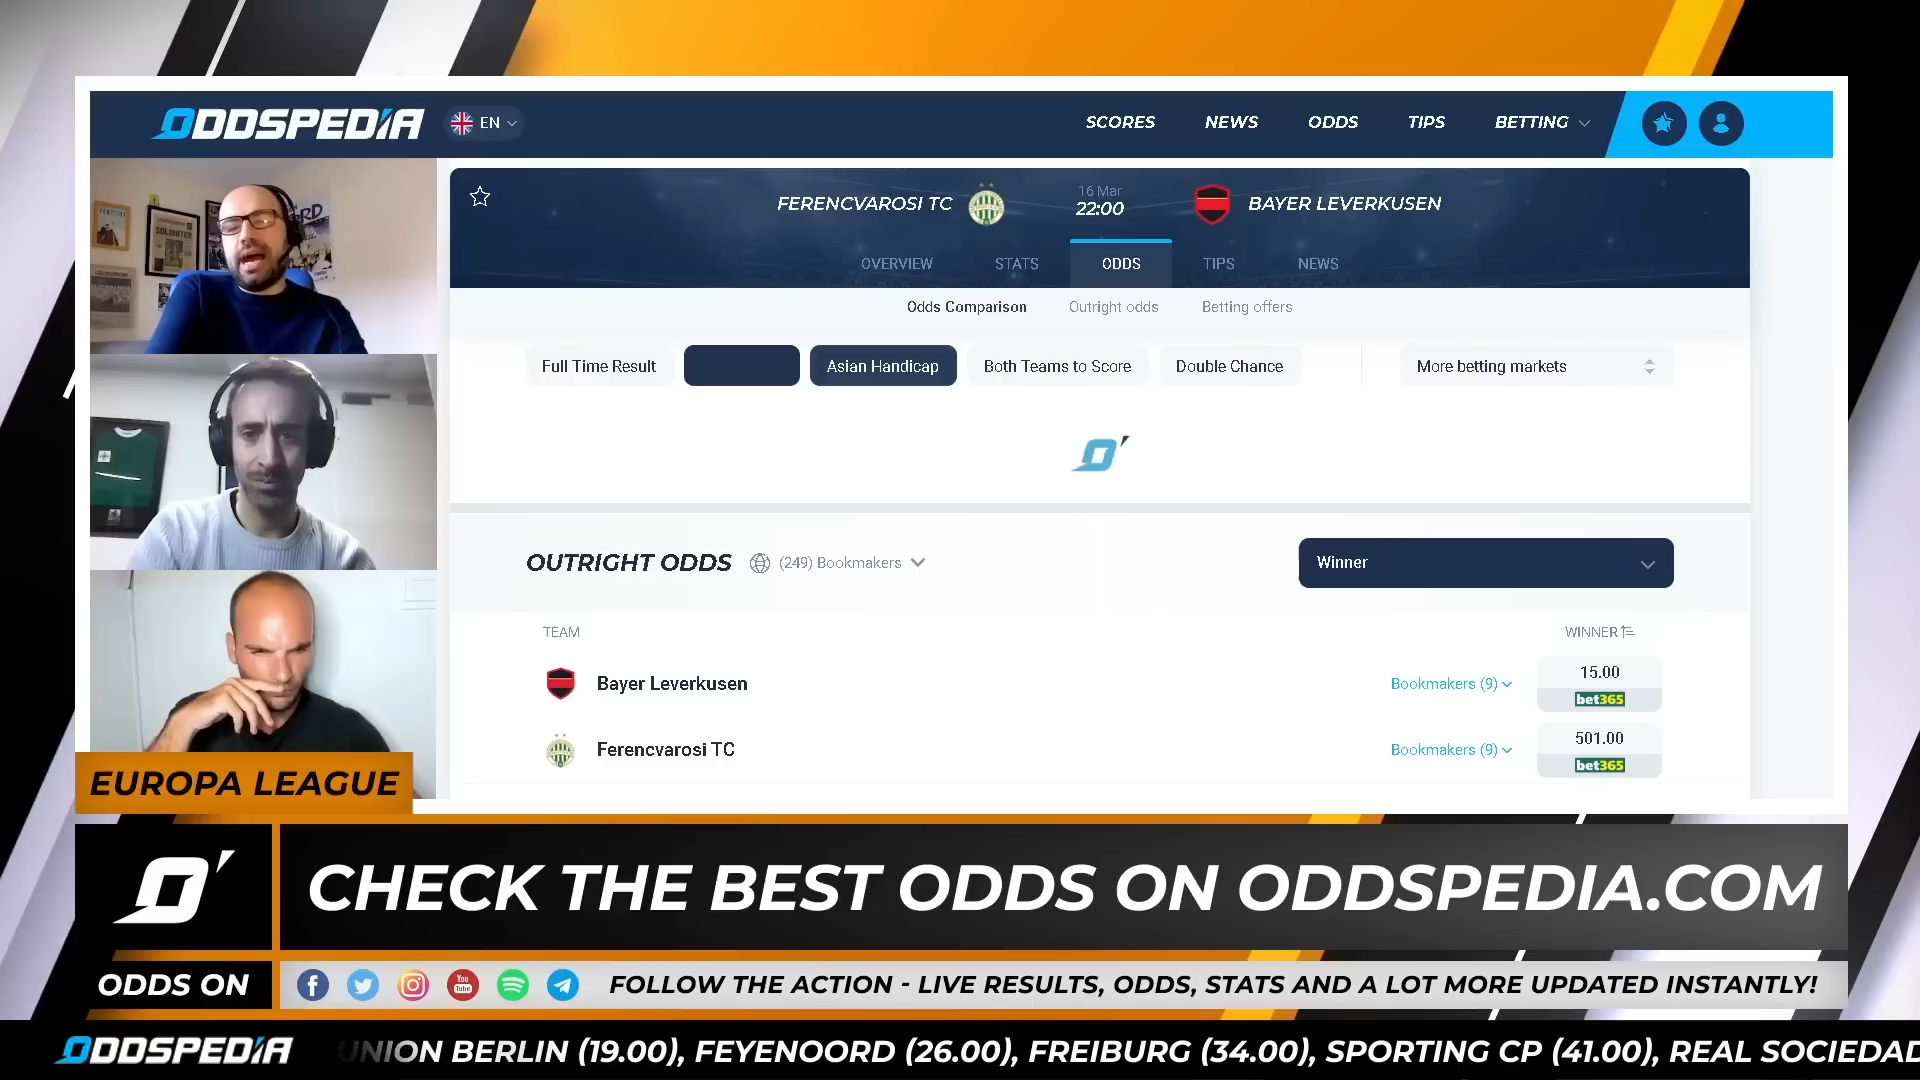 ODDSPEDIA
EN
SCORES
NEWS
ODDS
TIPS
BETTING
FERENCVAROSI TC
16 Mar
22:00
BAYER LEVERKUSEN
OVERVIEW
STATS
ODDS
TIPS
NEWS
Odds Comparison
Outright odds
Betting offers
Full Time Result
Asian Handicap
Both Teams to Score
Double Chance
More betting markets
OUTRIGHT ODDS
(249) Bookmakers
Winner
TEAM
WINNER
Bayer Leverkusen
Bookmakers (9)
15.00
bet365
Ferencvarosi TC
Bookmakers (9)
501.00
bet365
EUROPA LEAGUE
CHECK THE BEST ODDS ON ODDSPEDIA.COM
ODDS ON
You Tube
FOLLOW THE ACTION - LIVE RESULTS, ODDS, STATS AND A LOT MORE UPDATED INSTANTLY!
ODDSPEDIA
UNION BERLIN (19.00), FEYENOORD (26.00), FREIBURG (34.00), SPORTING CP (41.00), REAL SOCIEDAD